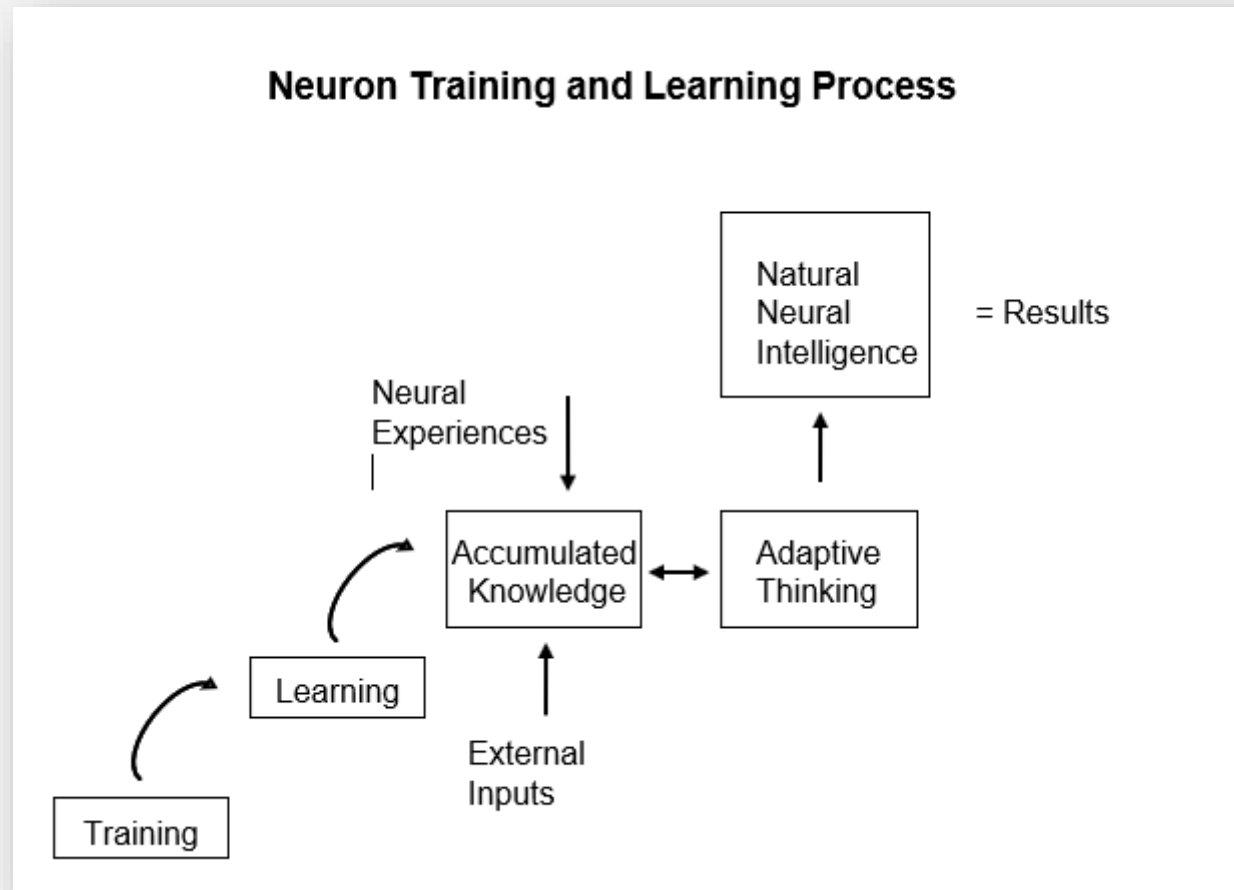 Neuron Training and Learning Process
Natural
Neural
Intelligence
= Results
Neural
Experiences
Accumulated
Knowledge
Adaptive
Thinking
Learning
External
Inputs
Training